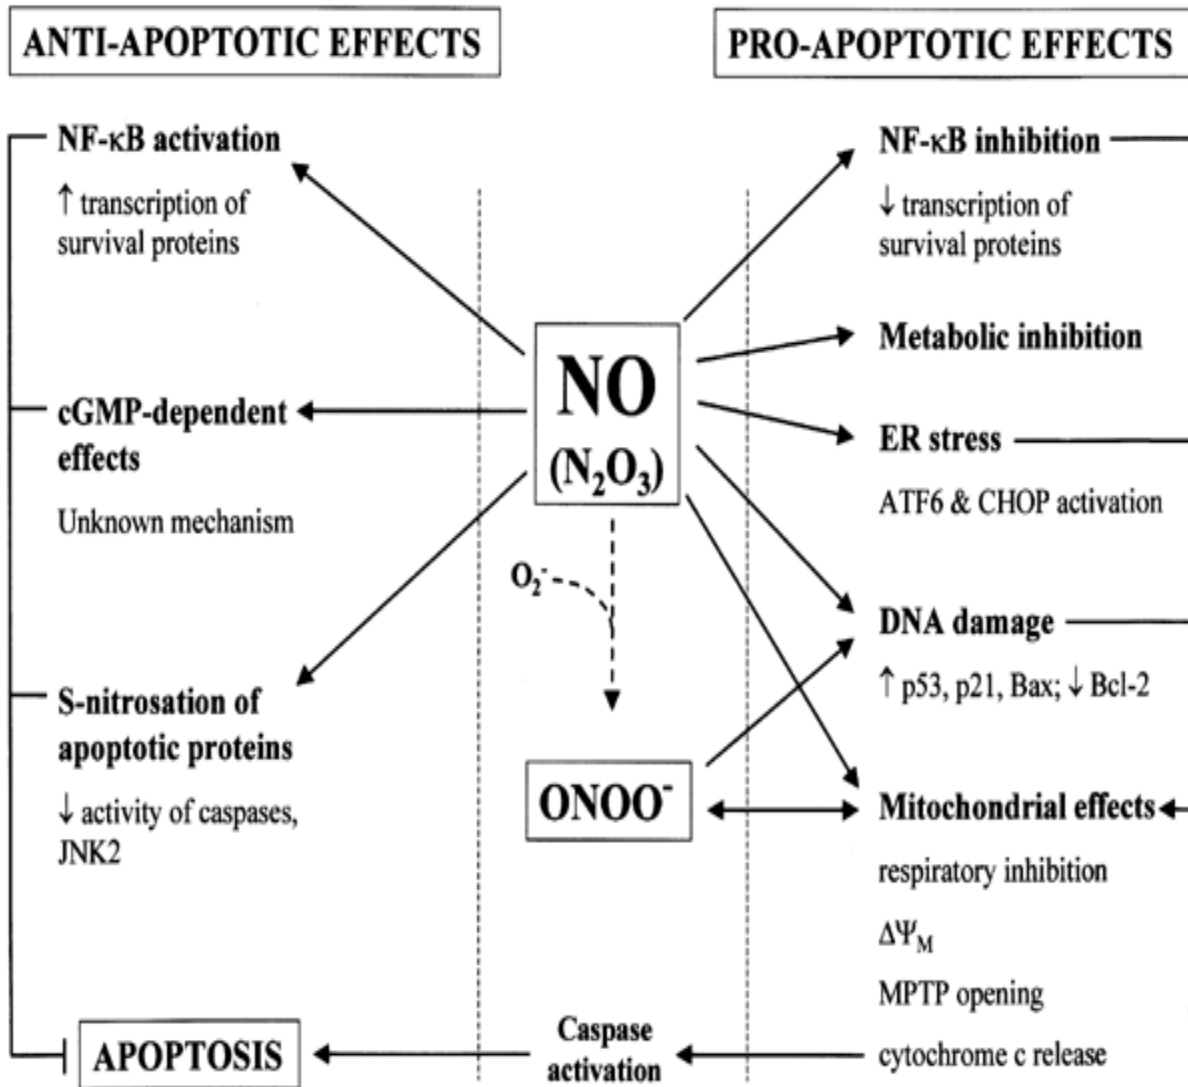 ANTI-APOPTOTIC EFFECTS
PRO-APOPTOTIC EFFECTS
NF-κB activation
↑ transcription of
survival proteins
cGMP-dependent
effects
Unknown mechanism
S-nitrosation of
apoptotic proteins
↓ activity of caspases,
JNK2
APOPTOSIS
NO
(N₂O₃)
O₂⁻
ONOO⁻
Caspase
activation
NF-κB inhibition
↓ transcription of
survival proteins
Metabolic inhibition
ER stress
ATF6 & CHOP activation
DNA damage
↑ p53, p21, Bax; ↓ Bcl-2
Mitochondrial effects
respiratory inhibition
ΔΨM
MPTP opening
cytochrome c release